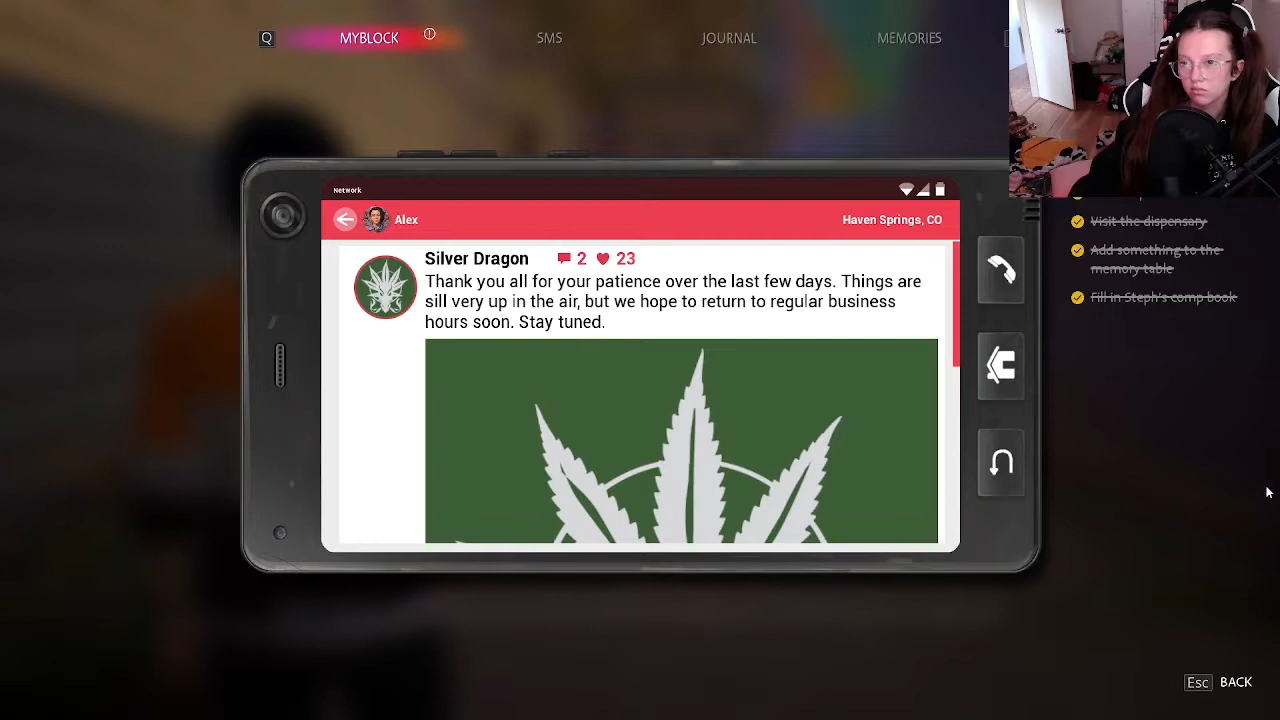 Q MYBLOCK SMS JOURNAL MEMORIES
Network
Alex Haven Springs, CO
Silver Dragon 2 23
Thank you all for your patience over the last few days. Things are
sill very up in the air, but we hope to return to regular business
hours soon. Stay tuned.
Visit the dispensary
Add something to the
memory table
Fill in Steph's comp book
Esc BACK